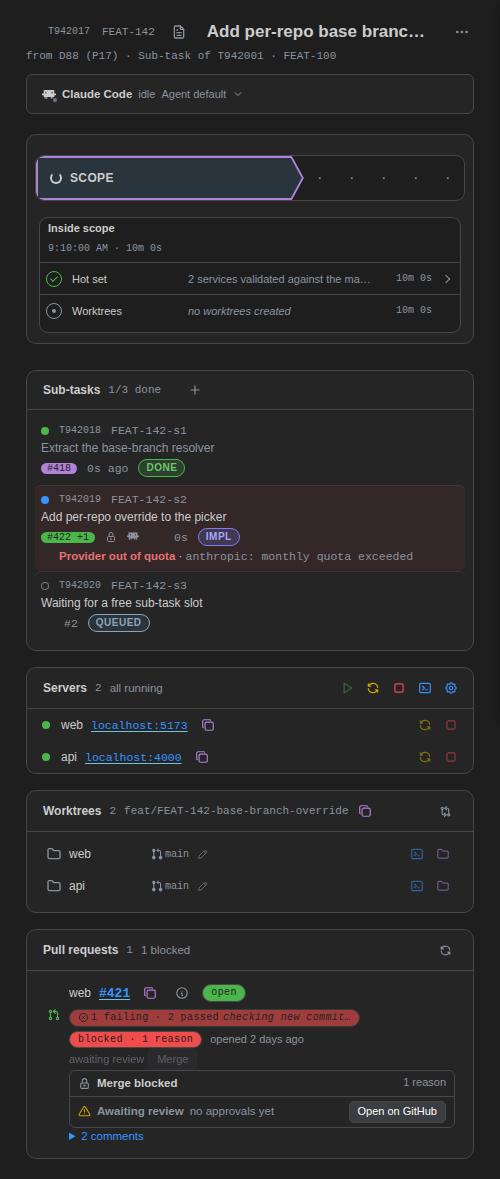 T942017 FEAT-142 Add per-repo base branc…
from D88 (P17) · Sub-task of T942001 · FEAT-100
Claude Code idle Agent default
SCOPE
Inside scope
9:10:00 AM · 10m 0s
Hot set 2 services validated against the ma… 10m 0s
Worktrees no worktrees created 10m 0s
Sub-tasks 1/3 done
T942018 FEAT-142-s1
Extract the base-branch resolver
#418 0s ago DONE
T942019 FEAT-142-s2
Add per-repo override to the picker
#422 +1 0s IMPL
Provider out of quota · anthropic: monthly quota exceeded
T942020 FEAT-142-s3
Waiting for a free sub-task slot
#2 QUEUED
Servers 2 all running
web localhost:5173
api localhost:4000
Worktrees 2 feat/FEAT-142-base-branch-override
web main
api main
Pull requests 1 1 blocked
web #421 open
1 failing · 2 passed checking new commit…
blocked · 1 reason opened 2 days ago
awaiting review Merge
Merge blocked 1 reason
Awaiting review no approvals yet Open on GitHub
2 comments